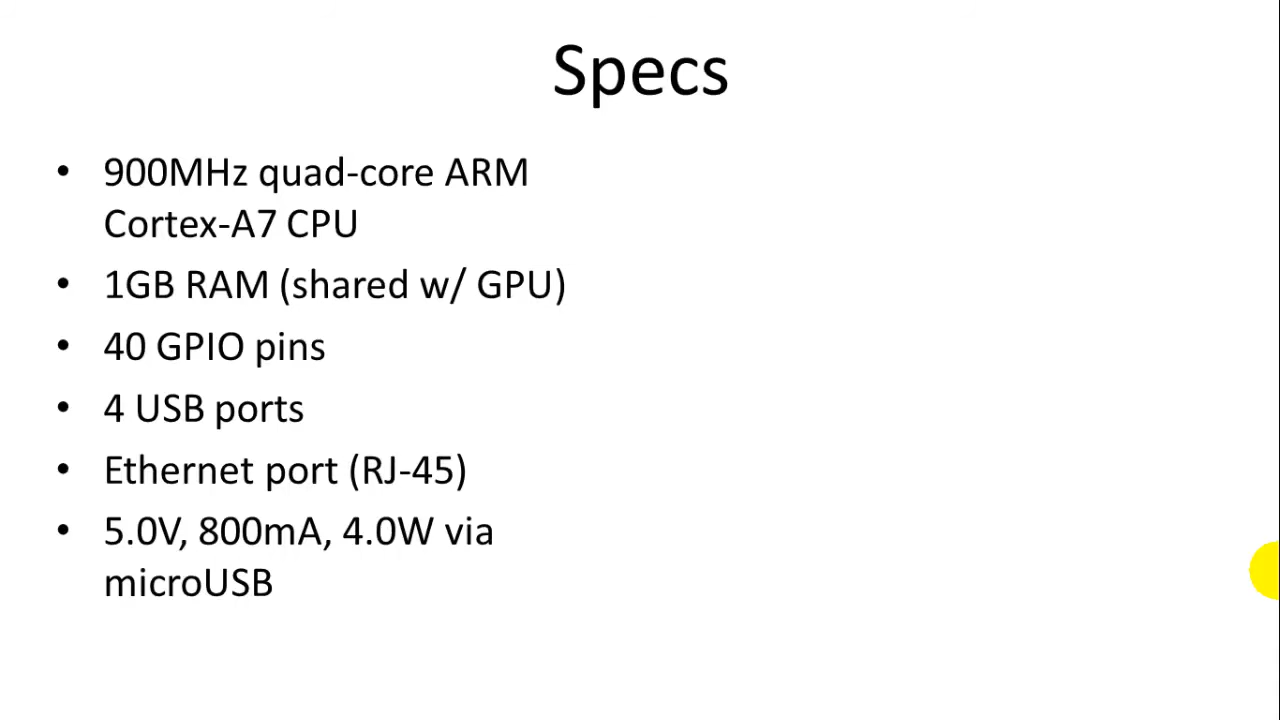 Specs
• 900MHz quad-core ARM
Cortex-A7 CPU
• 1GB RAM (shared w/ GPU)
• 40 GPIO pins
• 4 USB ports
• Ethernet port (RJ-45)
• 5.0V, 800mA, 4.0W via
microUSB